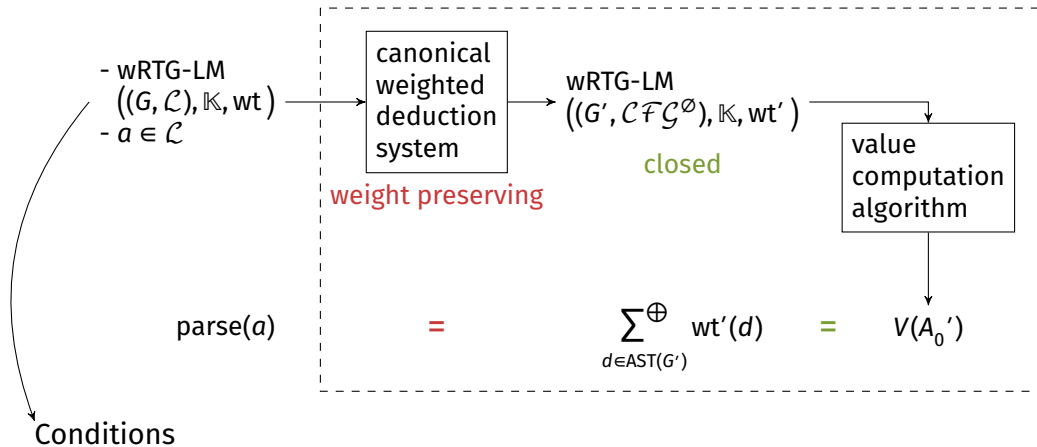 - wRTG-LM
((G, ℒ), 𝕂, wt)
- a ∈ ℒ
canonical
weighted
deduction
system
weight preserving
wRTG-LM
((G′, 𝒞ℱ𝒢^∅), 𝕂, wt′)
closed
value
computation
algorithm
parse(a) = ∑^⊕ wt′(d) = V(A₀′)
d∈AST(G′)
Conditions